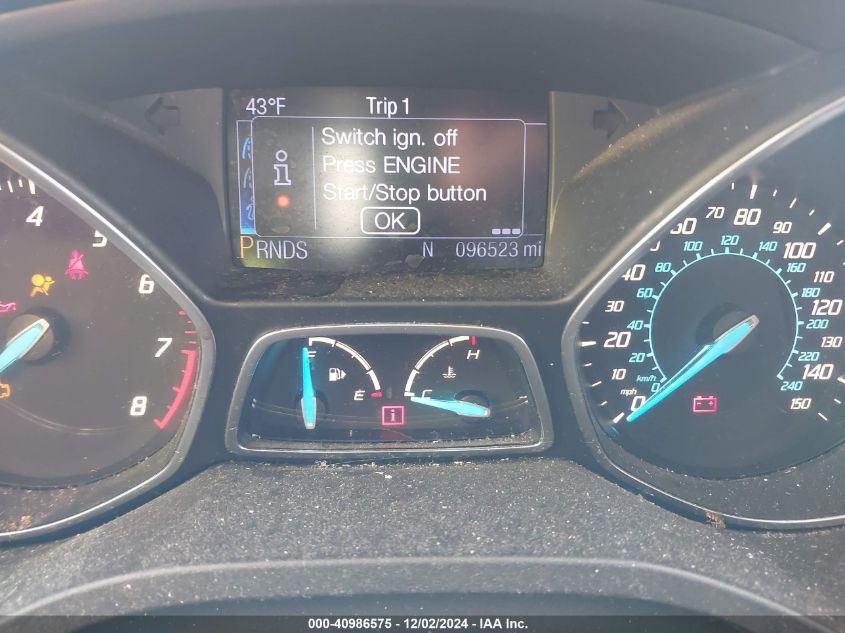 43°F Trip 1
Switch ign. off
Press ENGINE
Start/Stop button
OK
PRNDS N 096523 mi
4
5
6
7
8
F
E
H
C
0
10
20
30
40
60
70
80
90
100
110
120
130
140
150
mph
km/h
0
20
40
60
80
100
120
140
160
180
200
220
240
000-40986575 - 12/02/2024 - IAA Inc.